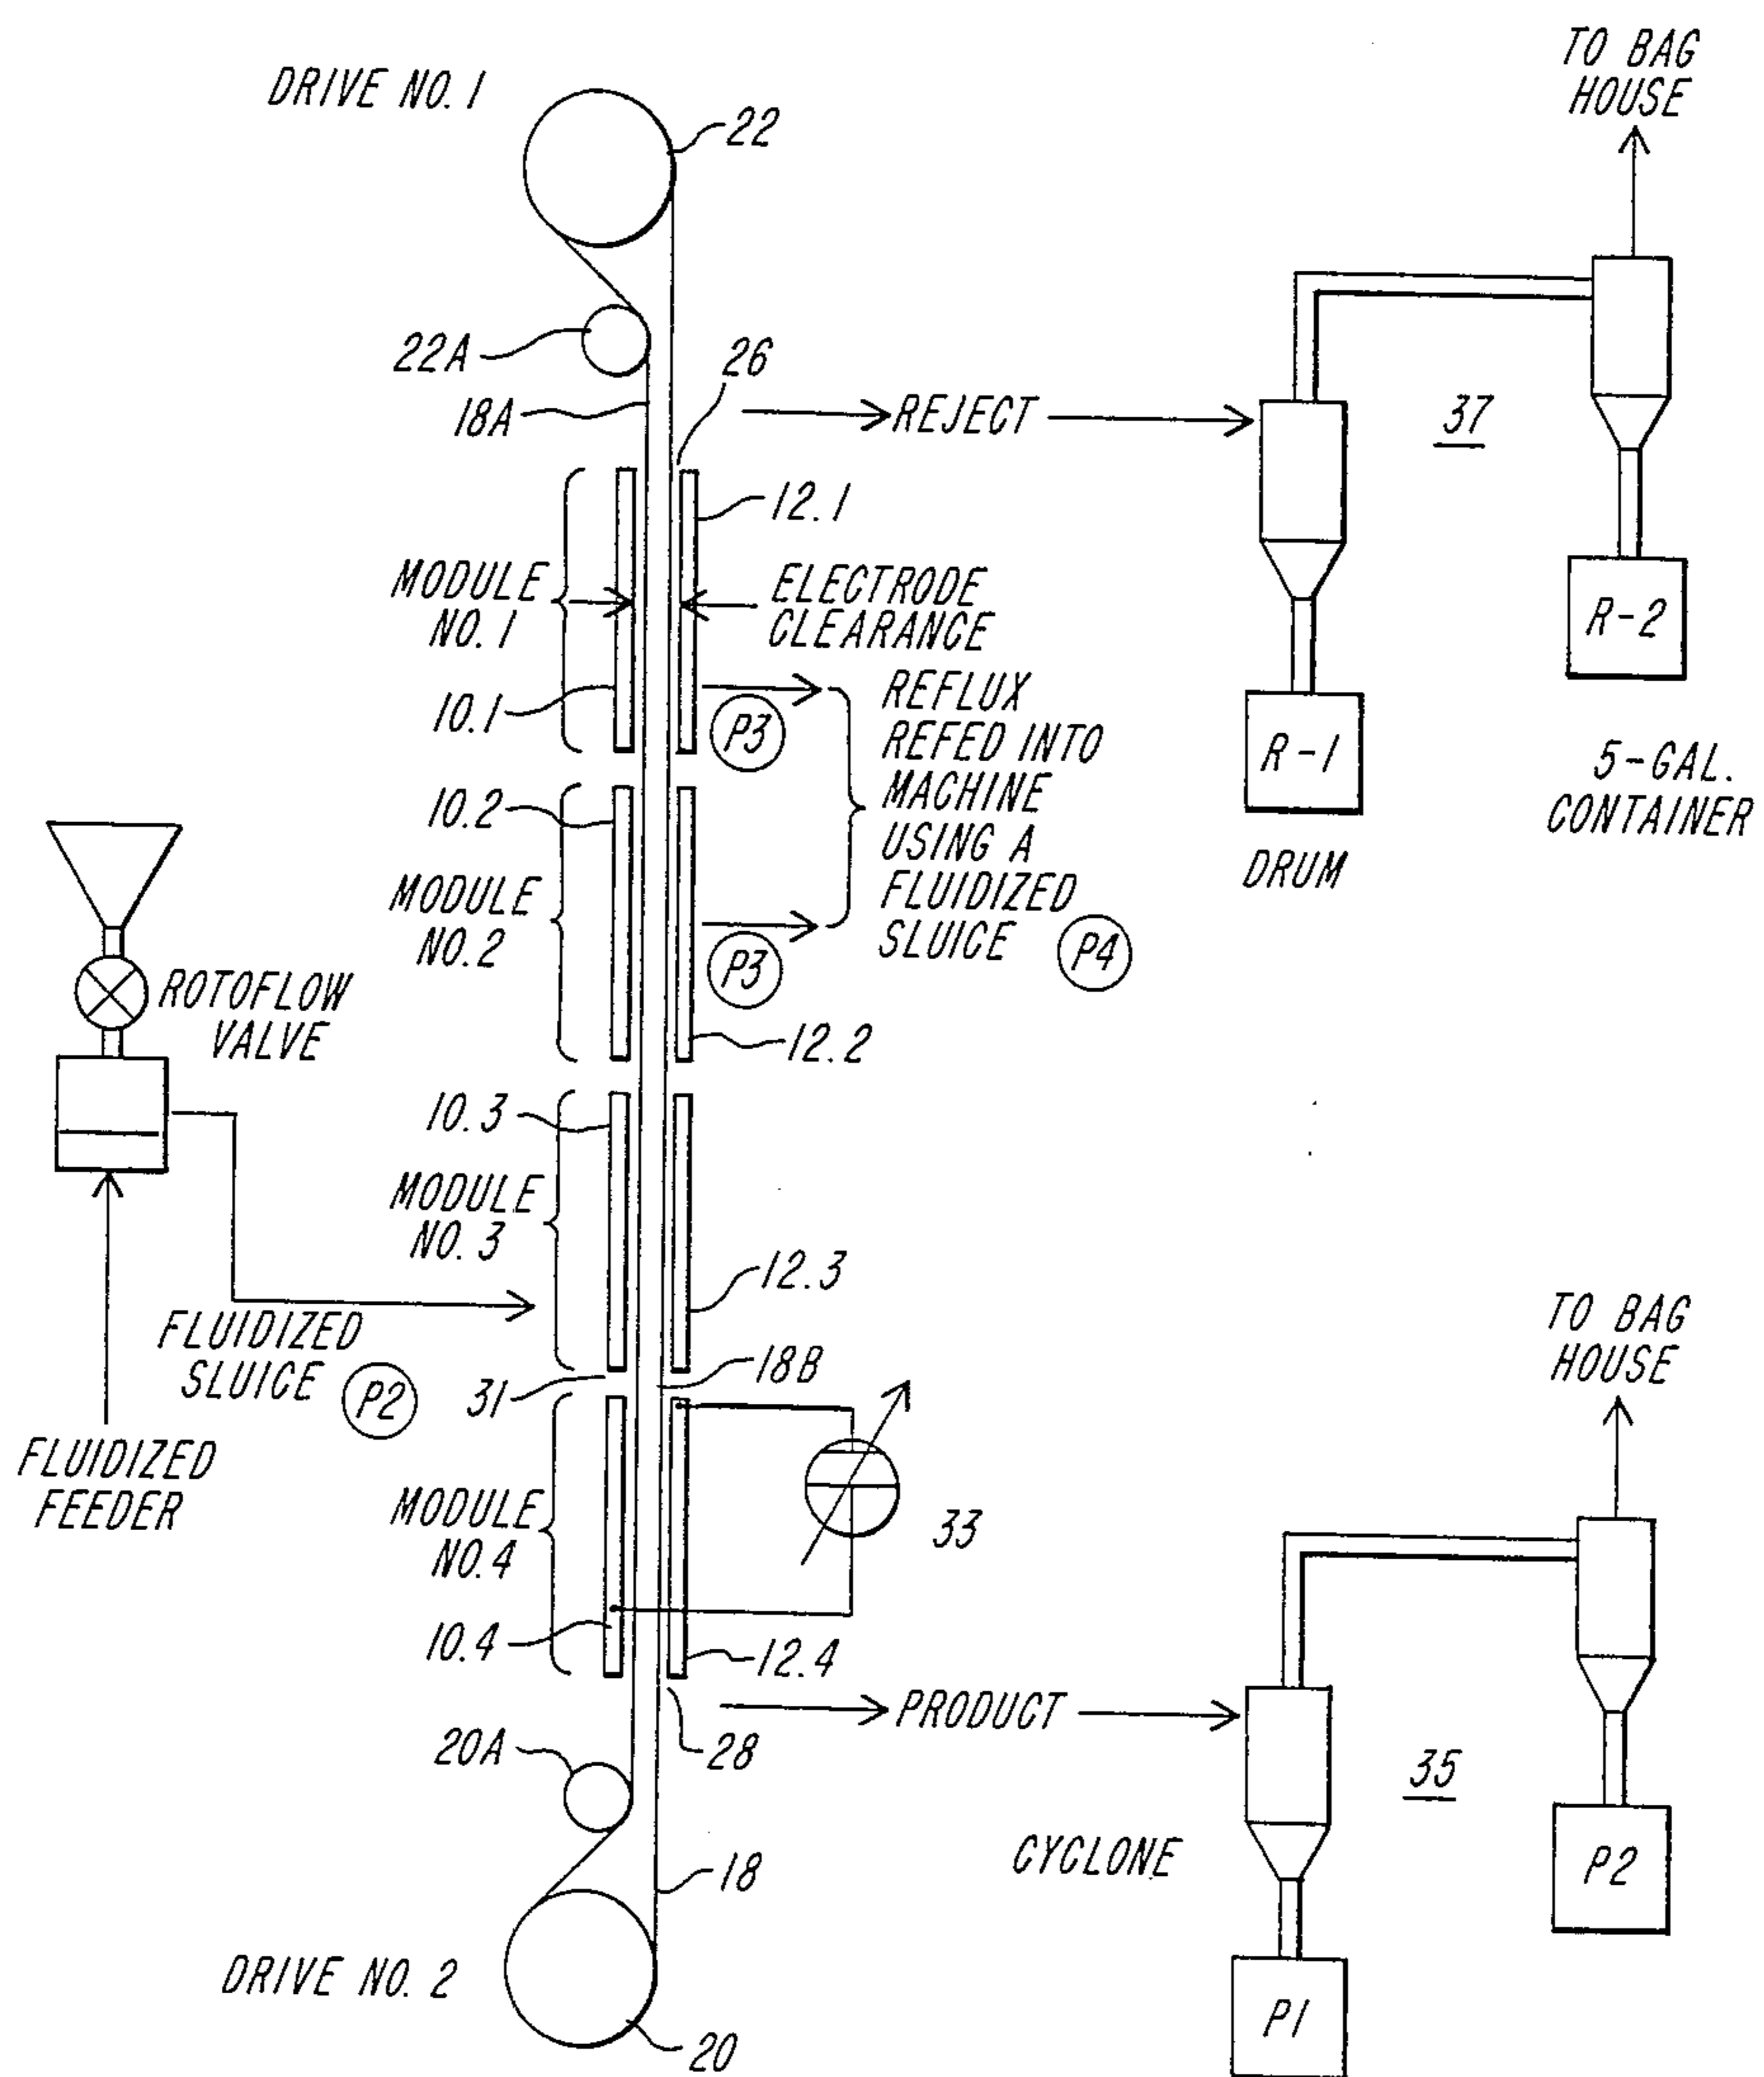 DRIVE NO. 1
22
TO BAG
HOUSE
22A
18A
26
REJECT
37
12.1
MODULE
NO. 1
ELECTRODE
CLEARANCE
10.1
P3
REFLUX
REFED INTO
MACHINE
USING A
FLUIDIZED
SLUICE
P4
R-1
R-2
DRUM
5-GAL.
CONTAINER
10.2
MODULE
NO. 2
P3
12.2
ROTOFLOW
VALVE
10.3
MODULE
NO. 3
12.3
FLUIDIZED
SLUICE
P2
31
18B
FLUIDIZED
FEEDER
MODULE
NO. 4
33
10.4
12.4
TO BAG
HOUSE
PRODUCT
28
20A
35
CYCLONE
18
P1
P2
DRIVE NO. 2
20